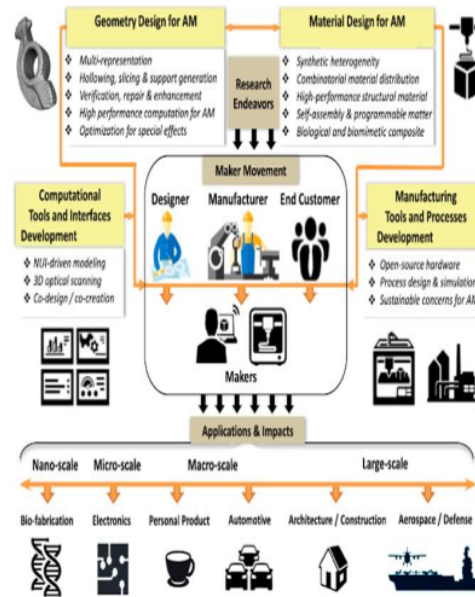 Geometry Design for AM
❖ Multi-representation
❖ Hollowing, slicing & support generation
❖ Verification, repair & enhancement
❖ High performance computation for AM
❖ Optimization for special effects
Material Design for AM
❖ Synthetic heterogeneity
❖ Combinatorial material distribution
❖ High-performance structural material
❖ Self-assembly & programmable matter
❖ Biological and biomimetic composite
Research
Endeavors
Maker Movement
Designer Manufacturer End Customer
Makers
Computational
Tools and Interfaces
Development
❖ NUI-driven modeling
❖ 3D optical scanning
❖ Co-design / co-creation
Manufacturing
Tools and Processes
Development
❖ Open-source hardware
❖ Process design & simulation
❖ Sustainable concerns for AM
Applications & Impacts
Nano-scale Micro-scale Macro-scale Large-scale
Bio-fabrication Electronics Personal Product Automotive Architecture / Construction Aerospace / Defense